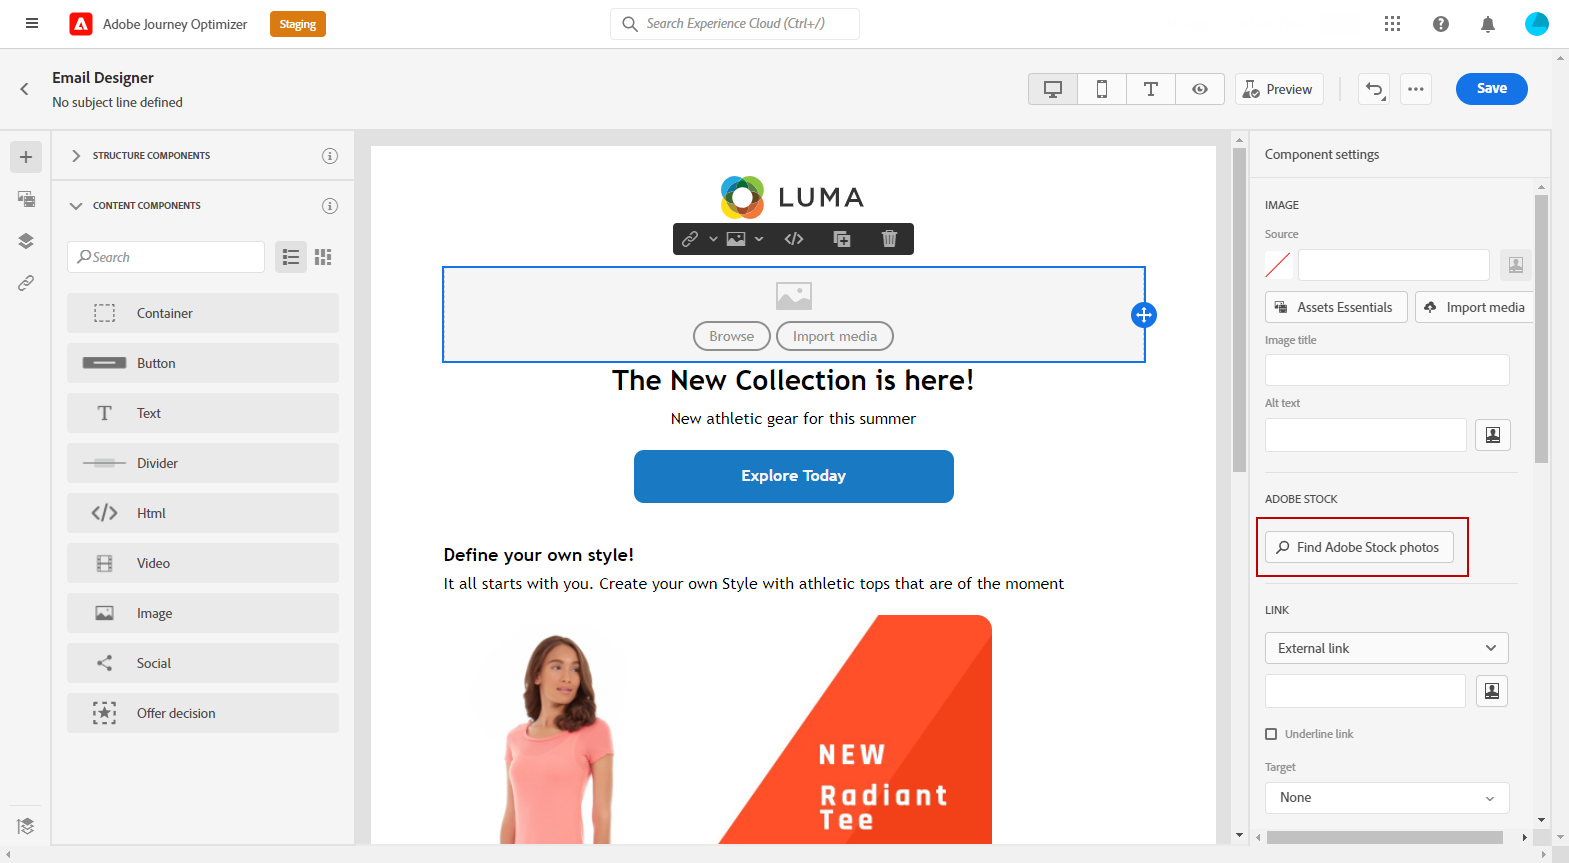 Adobe Journey Optimizer
Staging
Search Experience Cloud (Ctrl+/)
Email Designer
No subject line defined
Preview
Save
STRUCTURE COMPONENTS
CONTENT COMPONENTS
Search
Container
Button
Text
Divider
Html
Video
Image
Social
Offer decision
LUMA
Browse
Import media
The New Collection is here!
New athletic gear for this summer
Explore Today
Define your own style!
It all starts with you. Create your own Style with athletic tops that are of the moment
NEW
Radiant
Tee
Component settings
IMAGE
Source
Assets Essentials
Import media
Image title
Alt text
ADOBE STOCK
Find Adobe Stock photos
LINK
External link
Underline link
Target
None